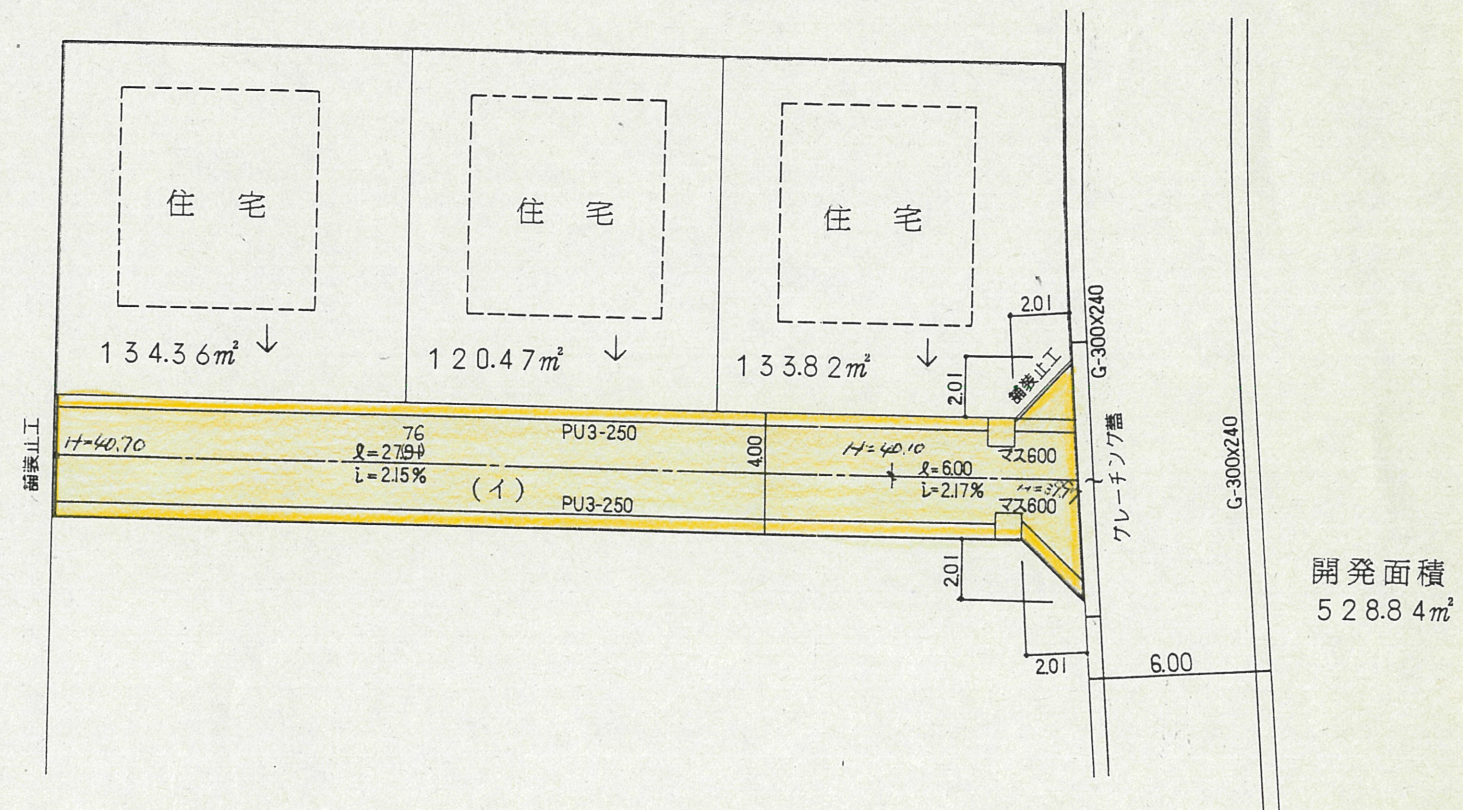 住宅
住宅
住宅
134.36㎡
120.47㎡
133.82㎡
2.01
2.01
舗装止工
G-300x240
舗装止工
H=40.70
76
ℓ=27.91
i=2.15%
(イ)
PU3-250
PU3-250
4.00
H=40.10
ℓ=6.00
i=2.17%
マス600
マス600
グレーチング蓋
G-300x240
2.01
2.01
6.00
開発面積
528.84㎡